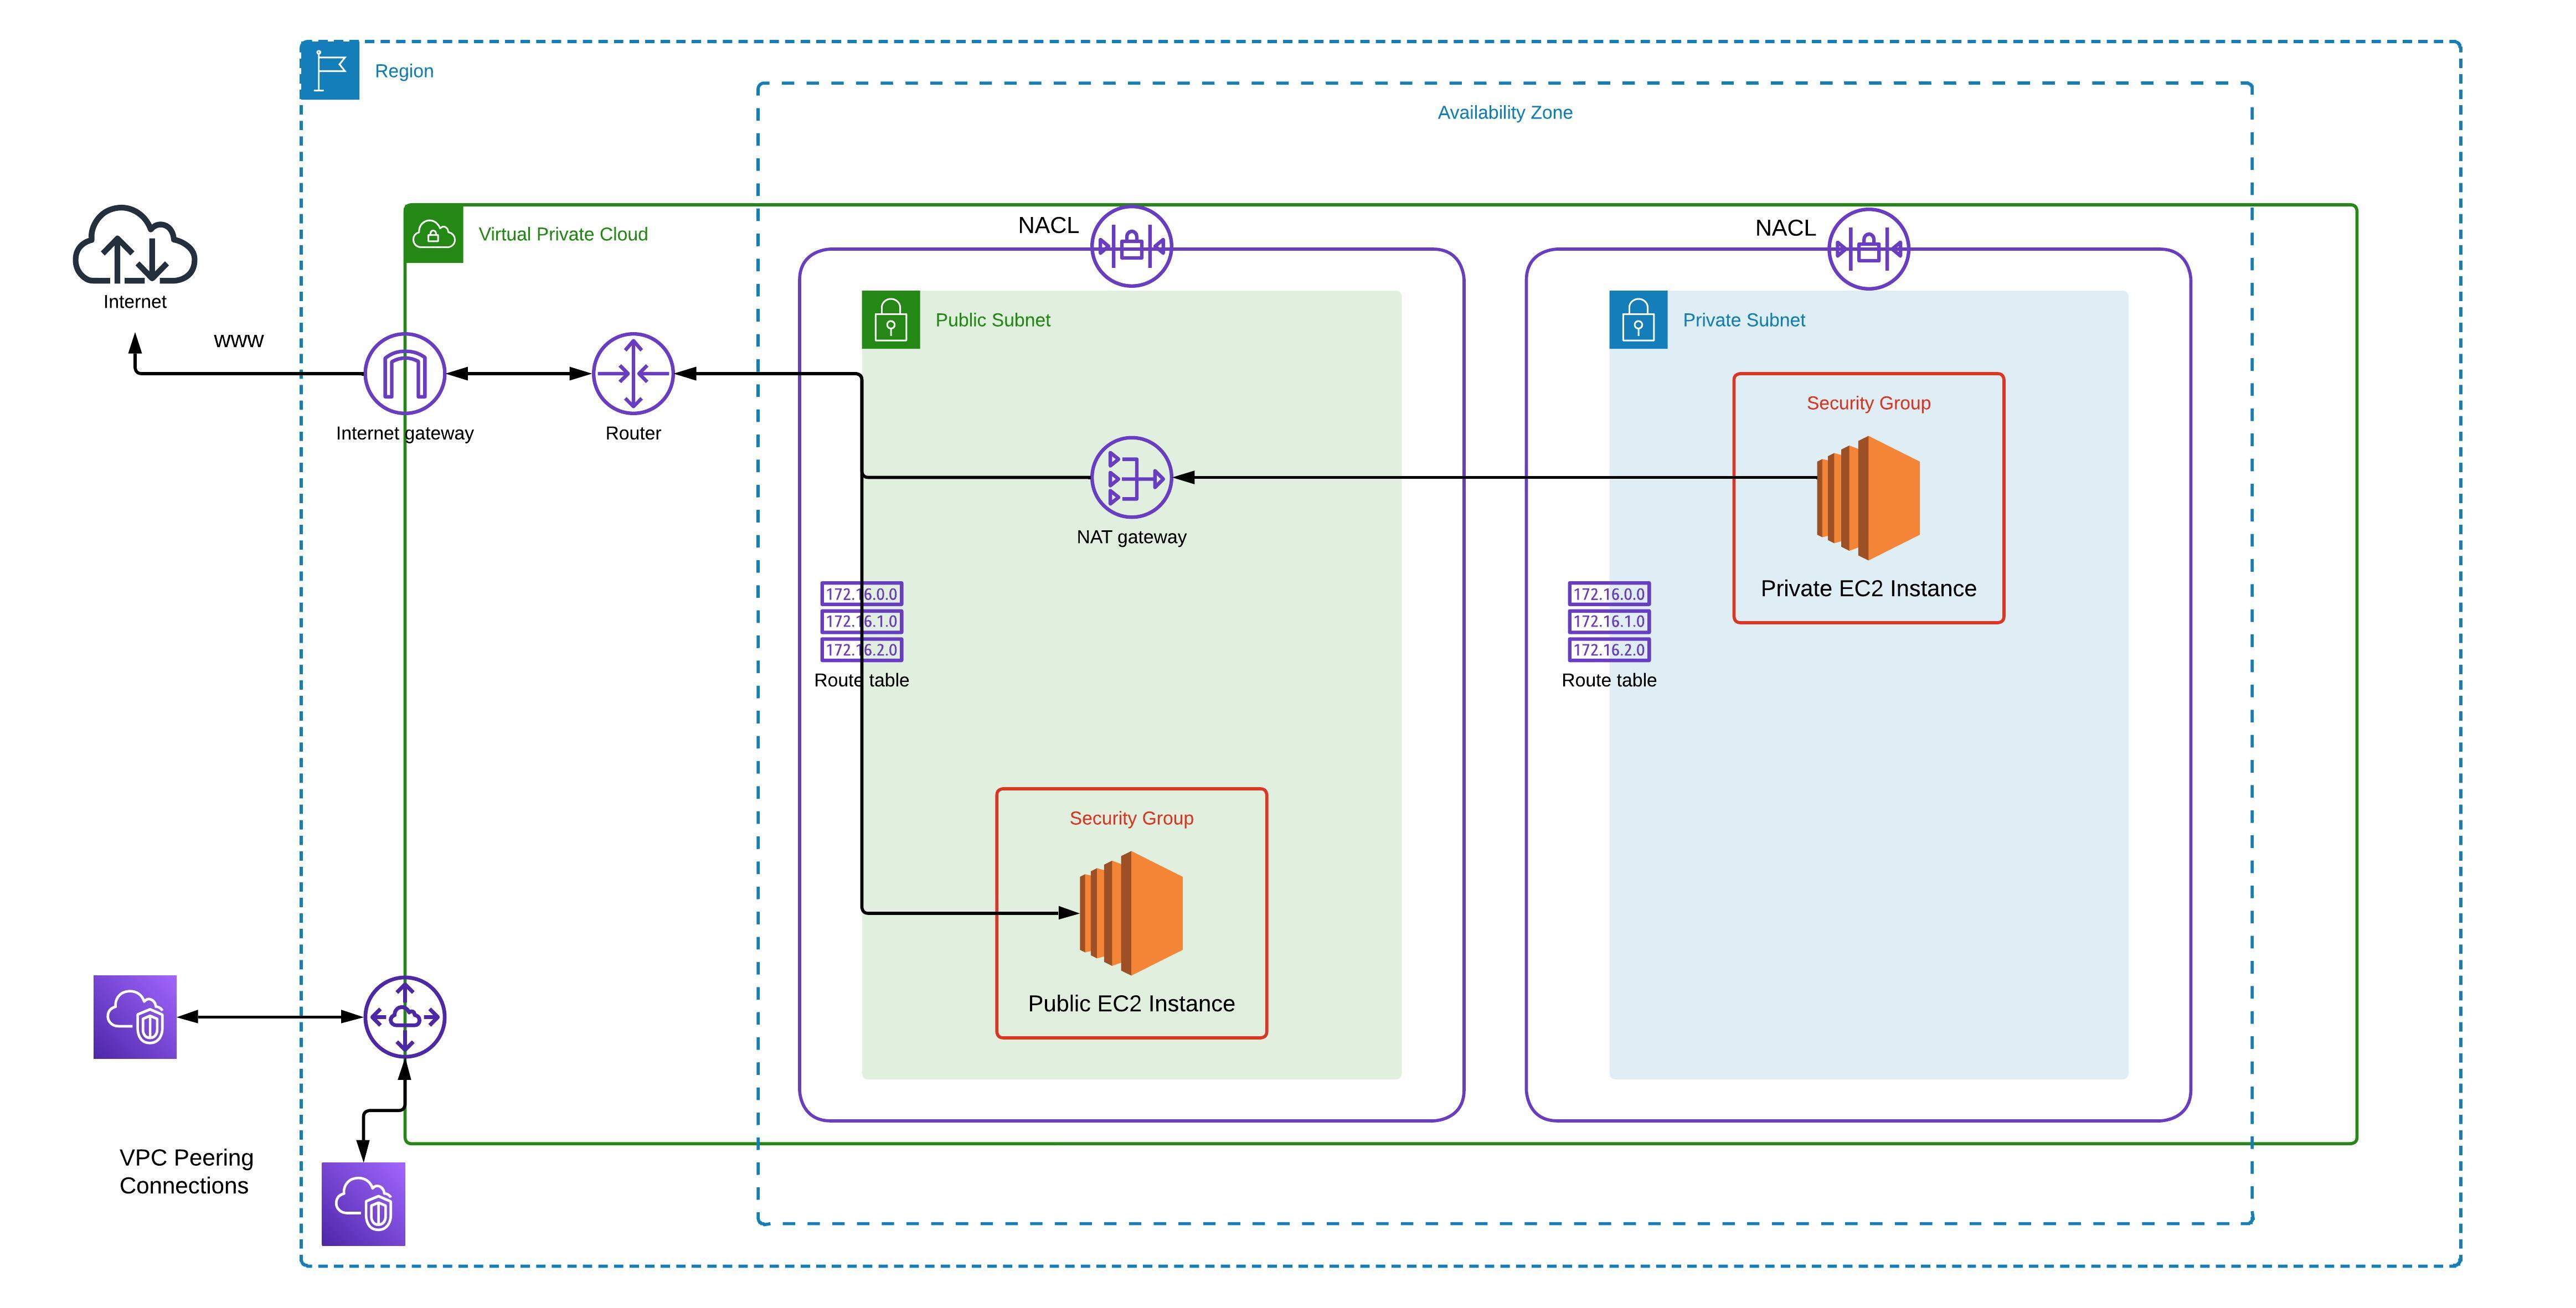 Region
Availability Zone
Virtual Private Cloud
NACL
NACL
Internet
www
Public Subnet
Private Subnet
Internet gateway
Router
Security Group
NAT gateway
Private EC2 Instance
172.16.0.0
172.16.1.0
172.16.2.0
Route table
172.16.0.0
172.16.1.0
172.16.2.0
Route table
Security Group
Public EC2 Instance
VPC Peering
Connections